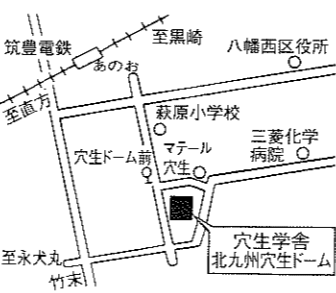 筑豊電鉄
至黒崎
八幡西区役所
あのお
至直方
萩原小学校
三菱化学
病院
穴生ドーム前
マテール
穴生
穴生学舎
北九州穴生ドーム
至永犬丸
竹末